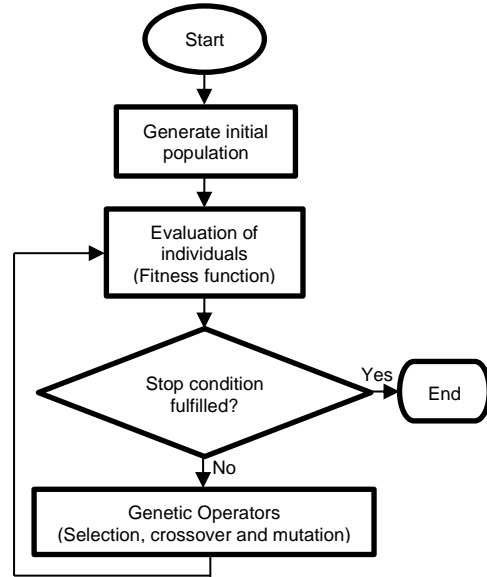 Start
Generate initial
population
Evaluation of
individuals
(Fitness function)
Stop condition
fulfilled?
Yes
End
No
Genetic Operators
(Selection, crossover and mutation)